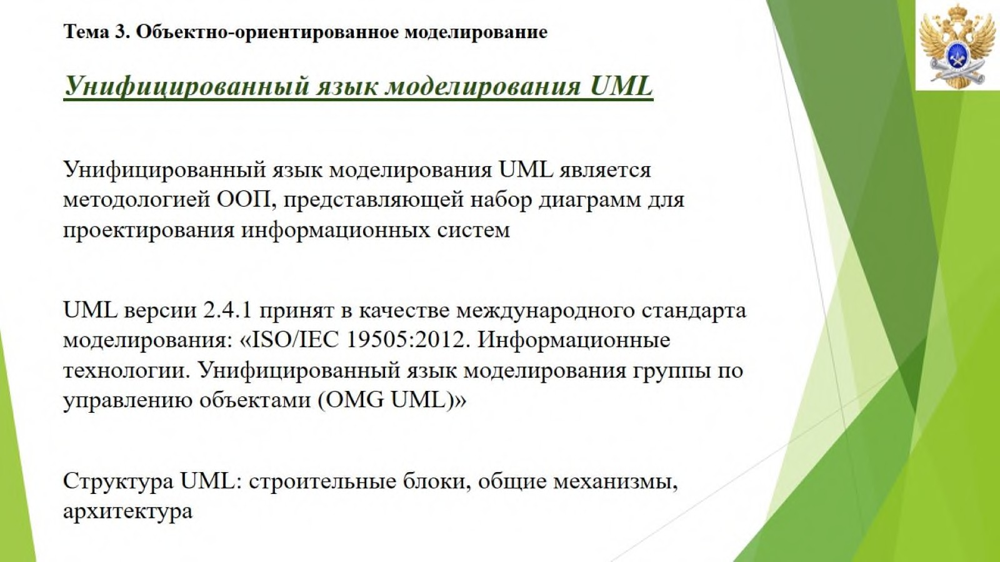 Тема 3. Объектно-ориентированное моделирование
Унифицированный язык моделирования UML
Унифицированный язык моделирования UML является
методологией ООП, представляющей набор диаграмм для
проектирования информационных систем
UML версии 2.4.1 принят в качестве международного стандарта
моделирования: «ISO/IEC 19505:2012. Информационные
технологии. Унифицированный язык моделирования группы по
управлению объектами (OMG UML)»
Структура UML: строительные блоки, общие механизмы,
архитектура